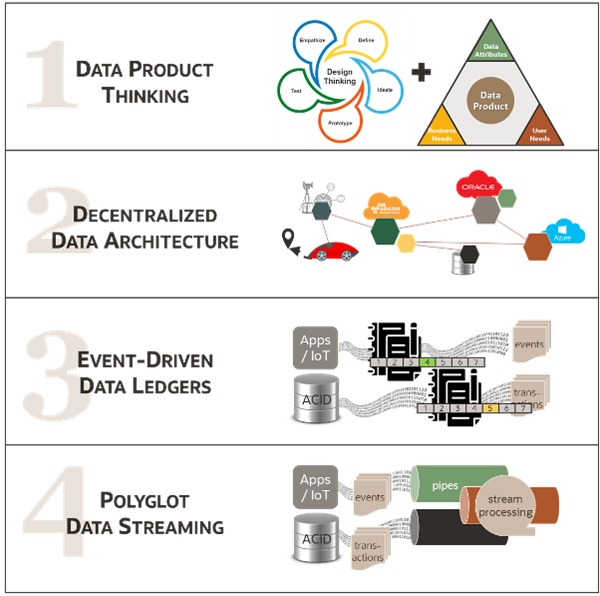 1
DATA PRODUCT
THINKING
Empathize
Define
Design
Thinking
Test
Ideate
Prototype
+
Data
Attributes
Data
Product
Business
Needs
User
Needs
2
DECENTRALIZED
DATA ARCHITECTURE
amazon
ORACLE
Azure
3
EVENT-DRIVEN
DATA LEDGERS
Apps
/ IoT
1 2 3 4 5 6 7
events
ACID
1 2 3 4 5 6 7
trans-
actions
4
POLYGLOT
DATA STREAMING
Apps
/ IoT
events
pipes
stream
processing
ACID
trans-
actions